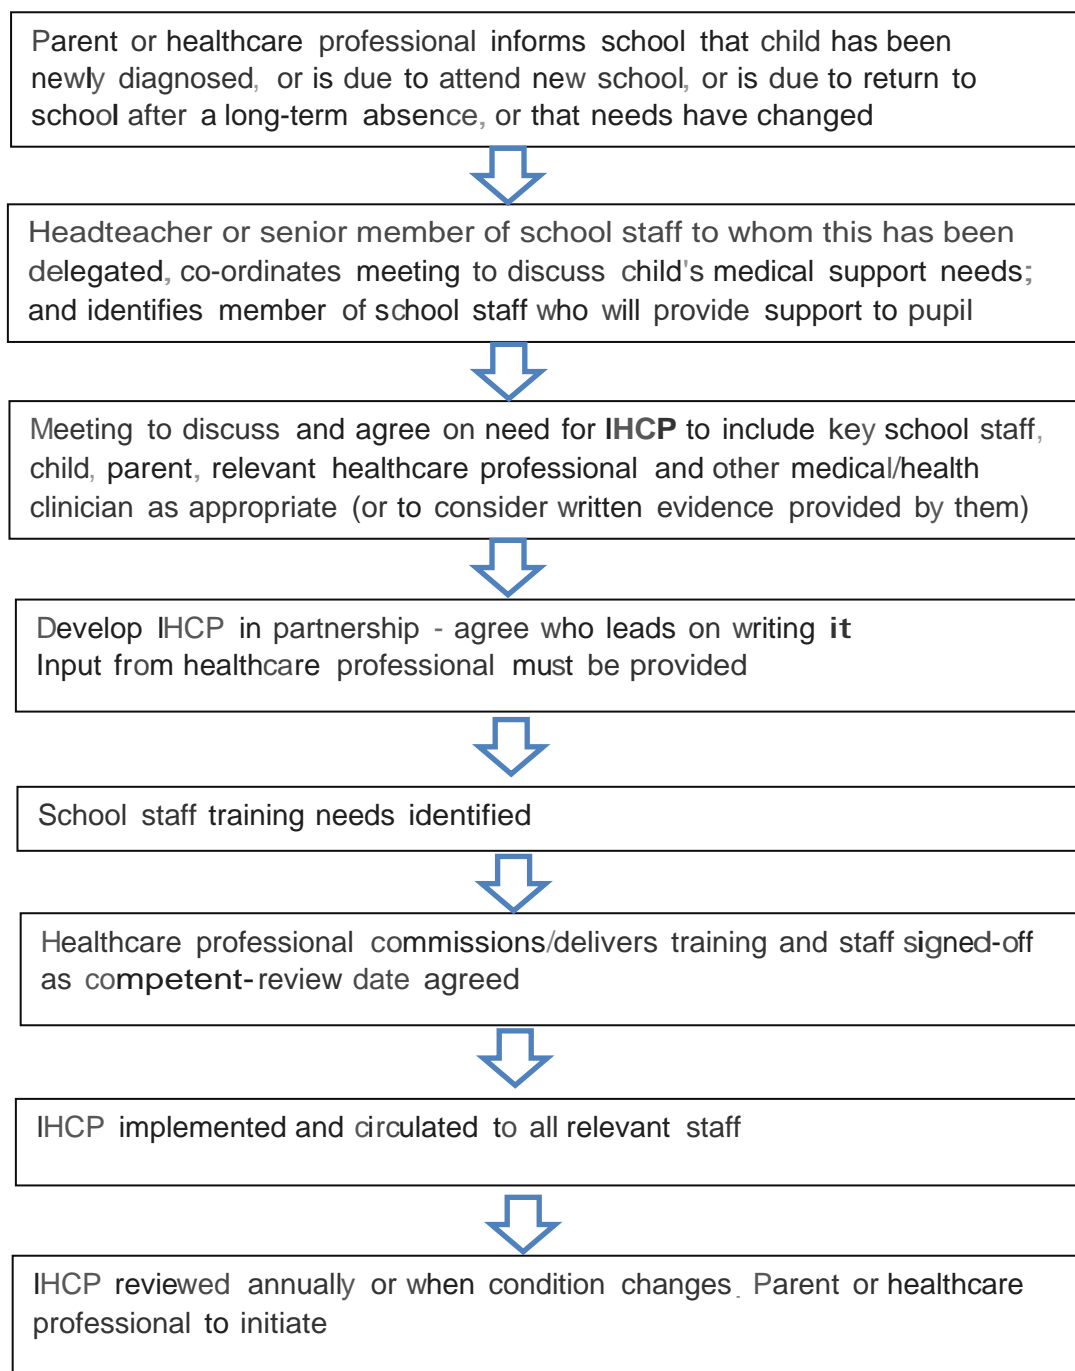 Parent or healthcare professional informs school that child has been
newly diagnosed, or is due to attend new school, or is due to return to
school after a long-term absence, or that needs have changed
Headteacher or senior member of school staff to whom this has been
delegated, co-ordinates meeting to discuss child's medical support needs;
and identifies member of school staff who will provide support to pupil
Meeting to discuss and agree on need for IHCP to include key school staff,
child, parent, relevant healthcare professional and other medical/health
clinician as appropriate (or to consider written evidence provided by them)
Develop IHCP in partnership - agree who leads on writing it
Input from healthcare professional must be provided
School staff training needs identified
Healthcare professional commissions/delivers training and staff signed-off
as competent- review date agreed
IHCP implemented and circulated to all relevant staff
IHCP reviewed annually or when condition changes. Parent or healthcare
professional to initiate